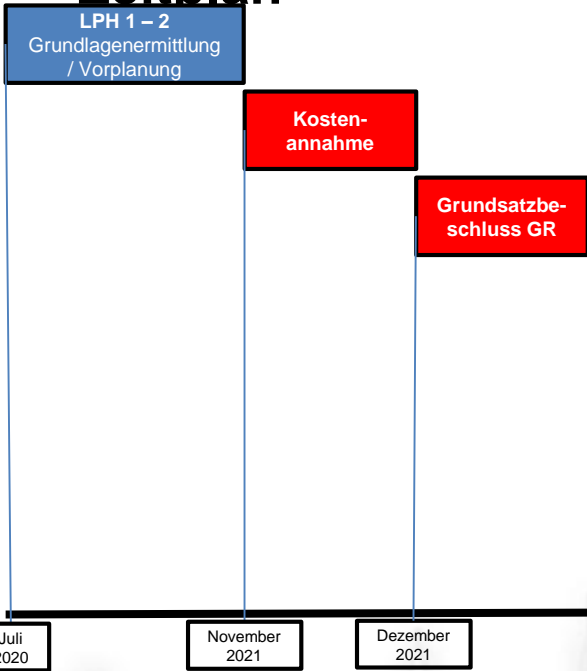 LPH 1 – 2
Grundlagenermittlung
/ Vorplanung
Kosten-
annahme
Grundsatzbe-
schluss GR
Juli
2020
November
2021
Dezember
2021